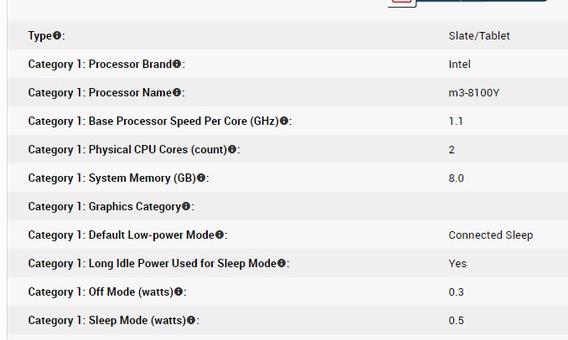 Type: Slate/Tablet
Category 1: Processor Brand: Intel
Category 1: Processor Name: m3-8100Y
Category 1: Base Processor Speed Per Core (GHz): 1.1
Category 1: Physical CPU Cores (count): 2
Category 1: System Memory (GB): 8.0
Category 1: Graphics Category:
Category 1: Default Low-power Mode: Connected Sleep
Category 1: Long Idle Power Used for Sleep Mode: Yes
Category 1: Off Mode (watts): 0.3
Category 1: Sleep Mode (watts): 0.5